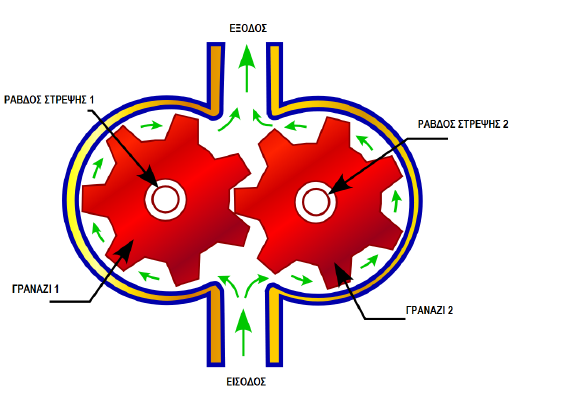 ΕΞΟΔΟΣ
ΡΑΒΔΟΣ ΣΤΡΕΨΗΣ 1
ΡΑΒΔΟΣ ΣΤΡΕΨΗΣ 2
ΓΡΑΝΑΖΙ 1
ΓΡΑΝΑΖΙ 2
ΕΙΣΟΔΟΣ